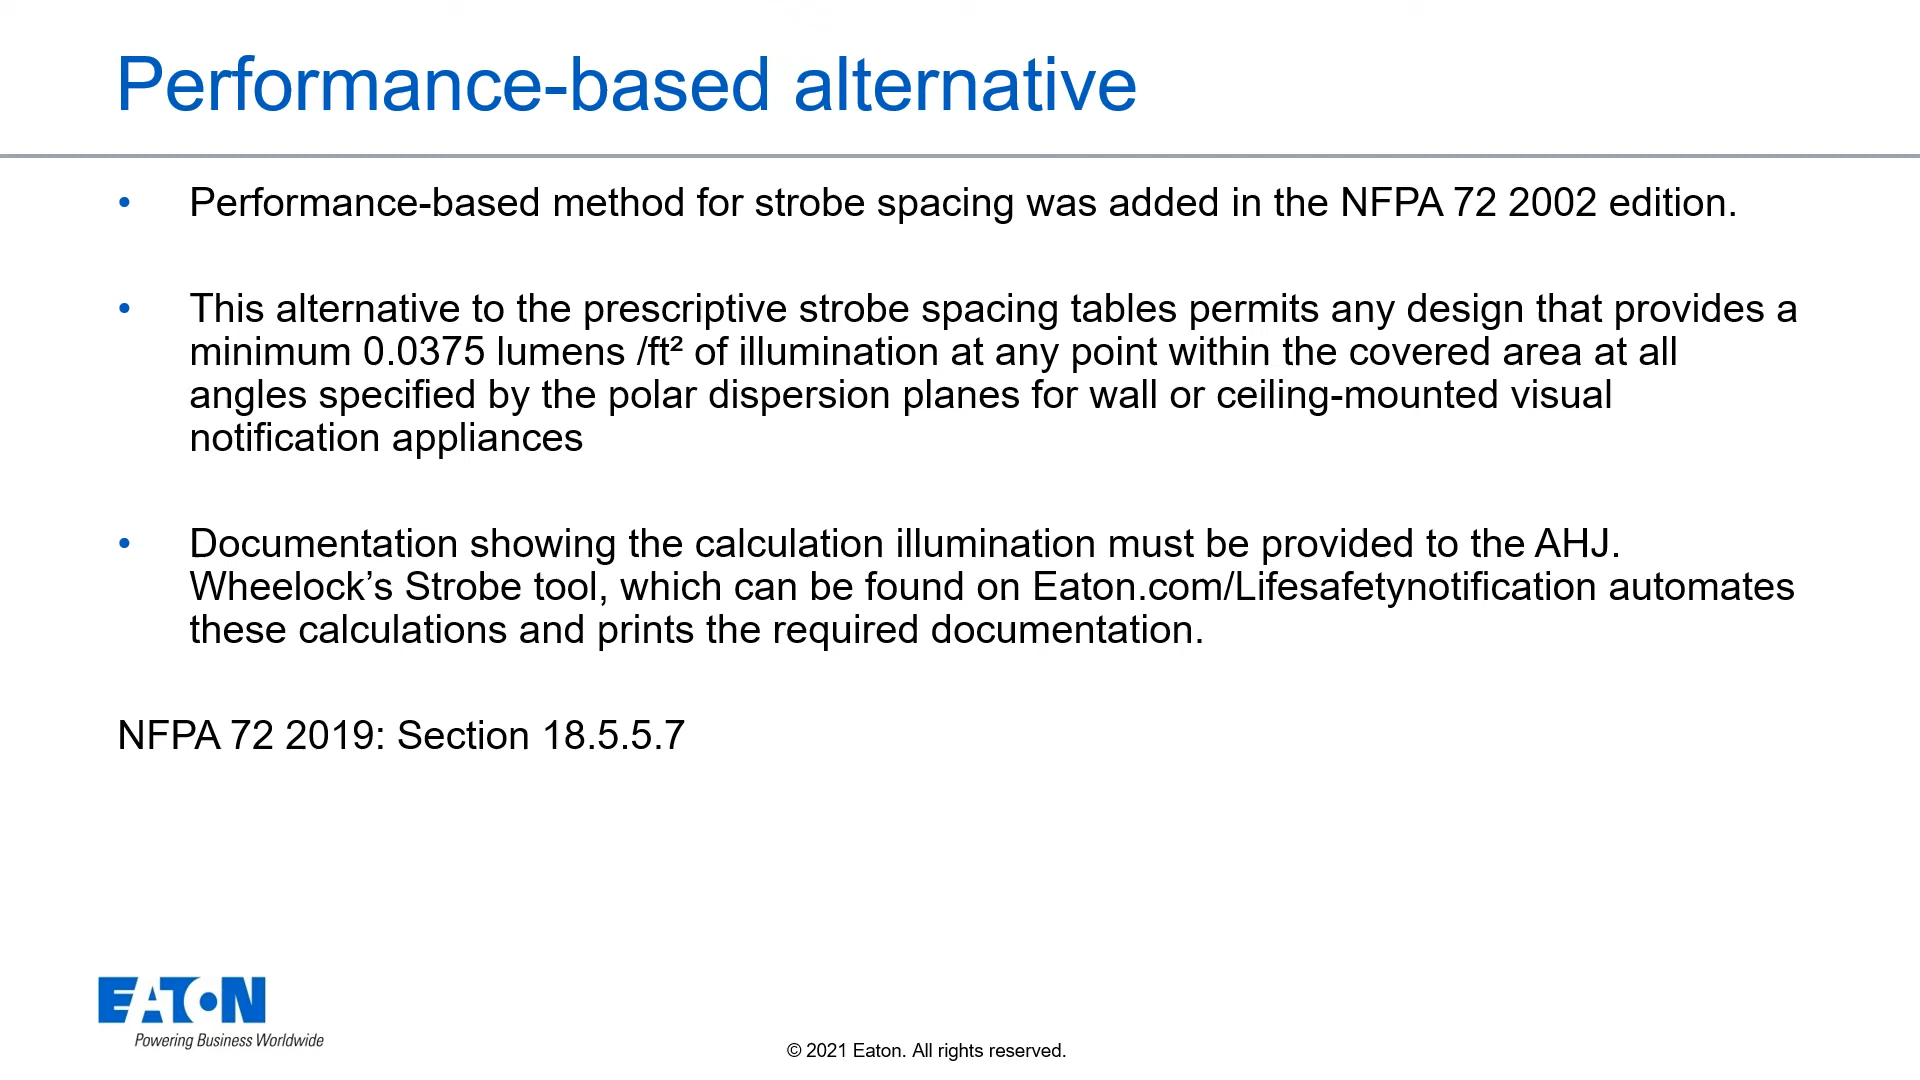 Performance-based alternative
• Performance-based method for strobe spacing was added in the NFPA 72 2002 edition.
• This alternative to the prescriptive strobe spacing tables permits any design that provides a
minimum 0.0375 lumens /ft² of illumination at any point within the covered area at all
angles specified by the polar dispersion planes for wall or ceiling-mounted visual
notification appliances
• Documentation showing the calculation illumination must be provided to the AHJ.
Wheelock’s Strobe tool, which can be found on Eaton.com/Lifesafetynotification automates
these calculations and prints the required documentation.
NFPA 72 2019: Section 18.5.5.7
EATON
Powering Business Worldwide
© 2021 Eaton. All rights reserved.